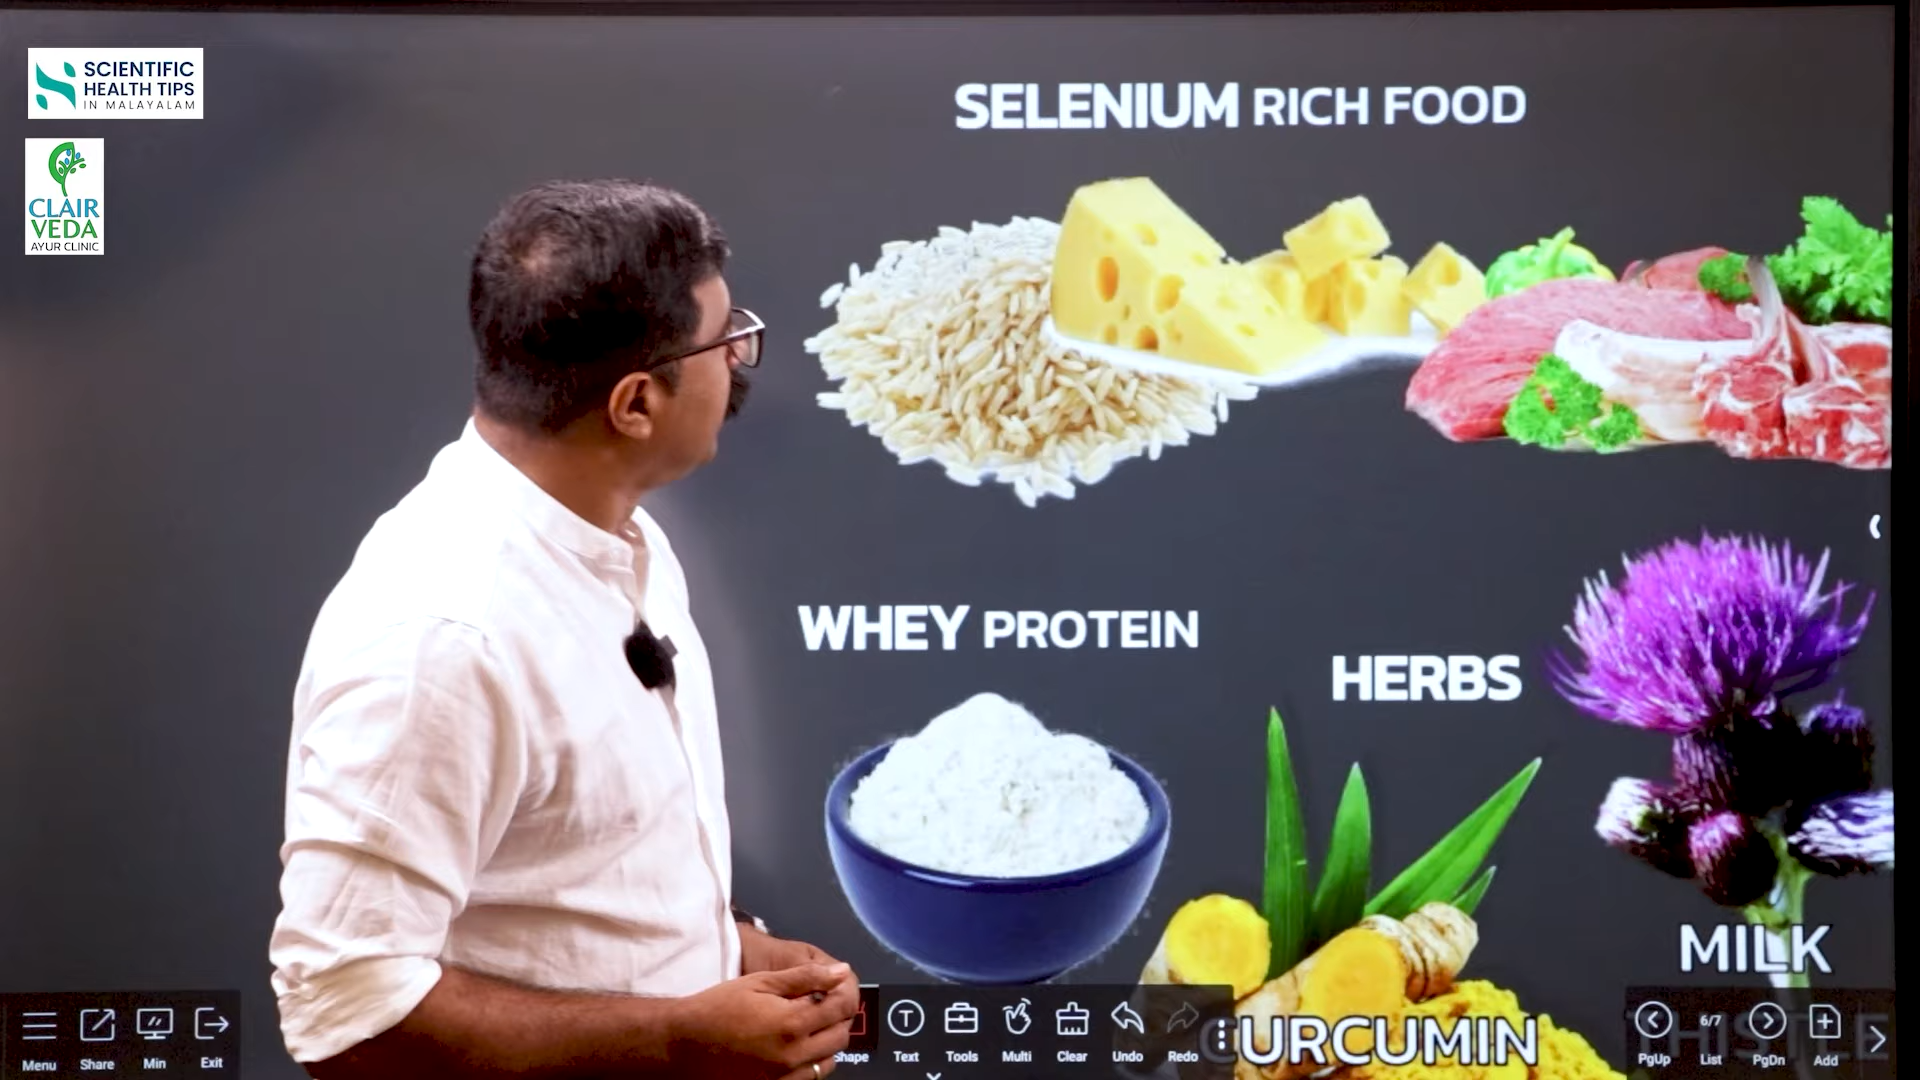 SCIENTIFIC
HEALTH TIPS
IN MALAYALAM
CLAIR
VEDA
AYUR CLINIC
SELENIUM RICH FOOD
WHEY PROTEIN
HERBS
MILK
THISTLE
CURCUMIN
Menu
Share
Min
Exit
Shape
Text
Tools
Multi
Clear
Undo
Redo
PgUp
6/7
List
PgDn
Add